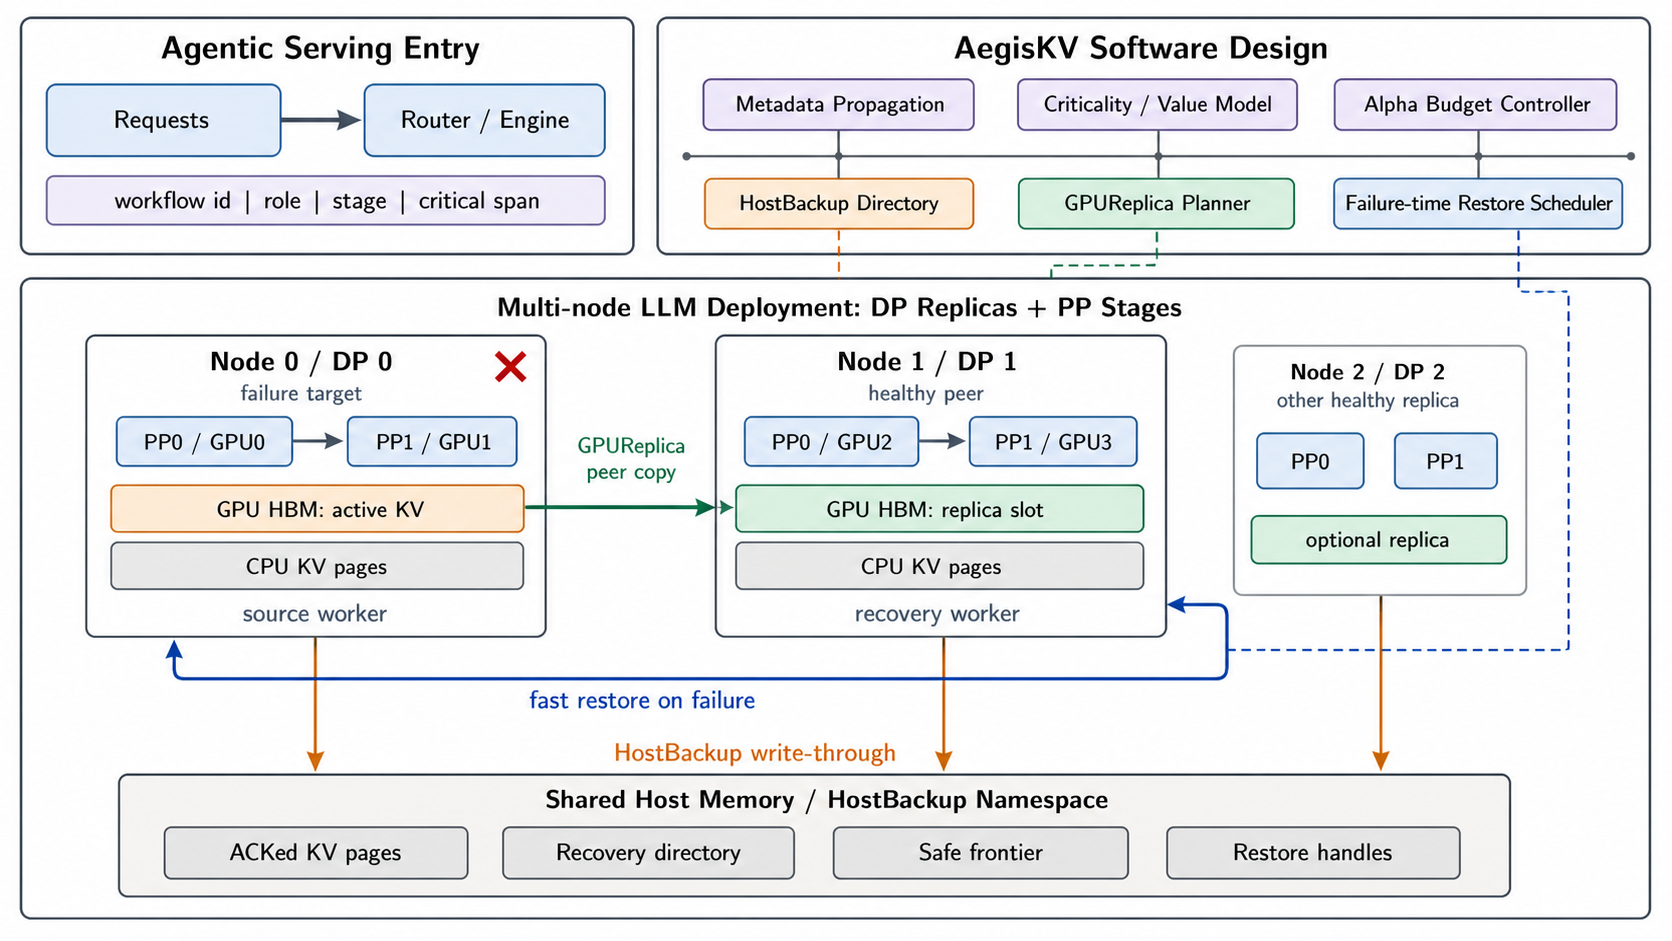 Agentic Serving Entry
Requests
Router / Engine
workflow id | role | stage | critical span
AegisKV Software Design
Metadata Propagation
Criticality / Value Model
Alpha Budget Controller
HostBackup Directory
GPUReplica Planner
Failure-time Restore Scheduler
Multi-node LLM Deployment: DP Replicas + PP Stages
Node 0 / DP 0
failure target
PP0 / GPU0
PP1 / GPU1
GPU HBM: active KV
CPU KV pages
source worker
GPUReplica
peer copy
Node 1 / DP 1
healthy peer
PP0 / GPU2
PP1 / GPU3
GPU HBM: replica slot
CPU KV pages
recovery worker
Node 2 / DP 2
other healthy replica
PP0
PP1
optional replica
fast restore on failure
HostBackup write-through
Shared Host Memory / HostBackup Namespace
ACKed KV pages
Recovery directory
Safe frontier
Restore handles